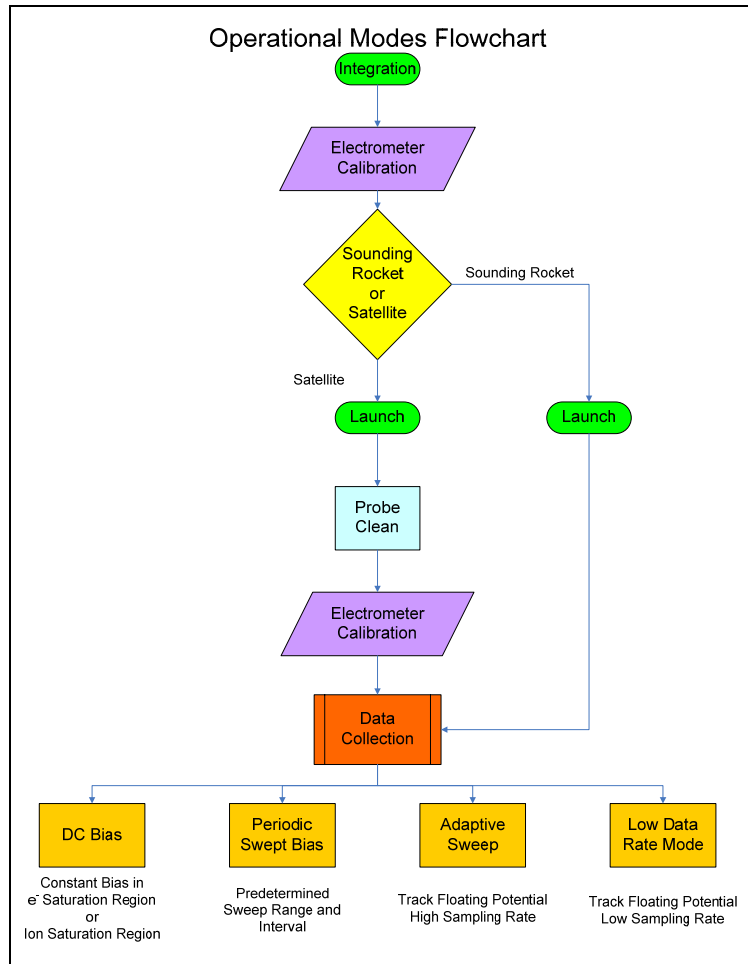 Operational Modes Flowchart
Integration
Electrometer
Calibration
Sounding
Rocket
or
Satellite
Sounding Rocket
Satellite
Launch
Launch
Probe
Clean
Electrometer
Calibration
Data
Collection
DC Bias
Periodic
Swept Bias
Adaptive
Sweep
Low Data
Rate Mode
Constant Bias in
e⁻ Saturation Region
or
Ion Saturation Region
Predetermined
Sweep Range and
Interval
Track Floating Potential
High Sampling Rate
Track Floating Potential
Low Sampling Rate